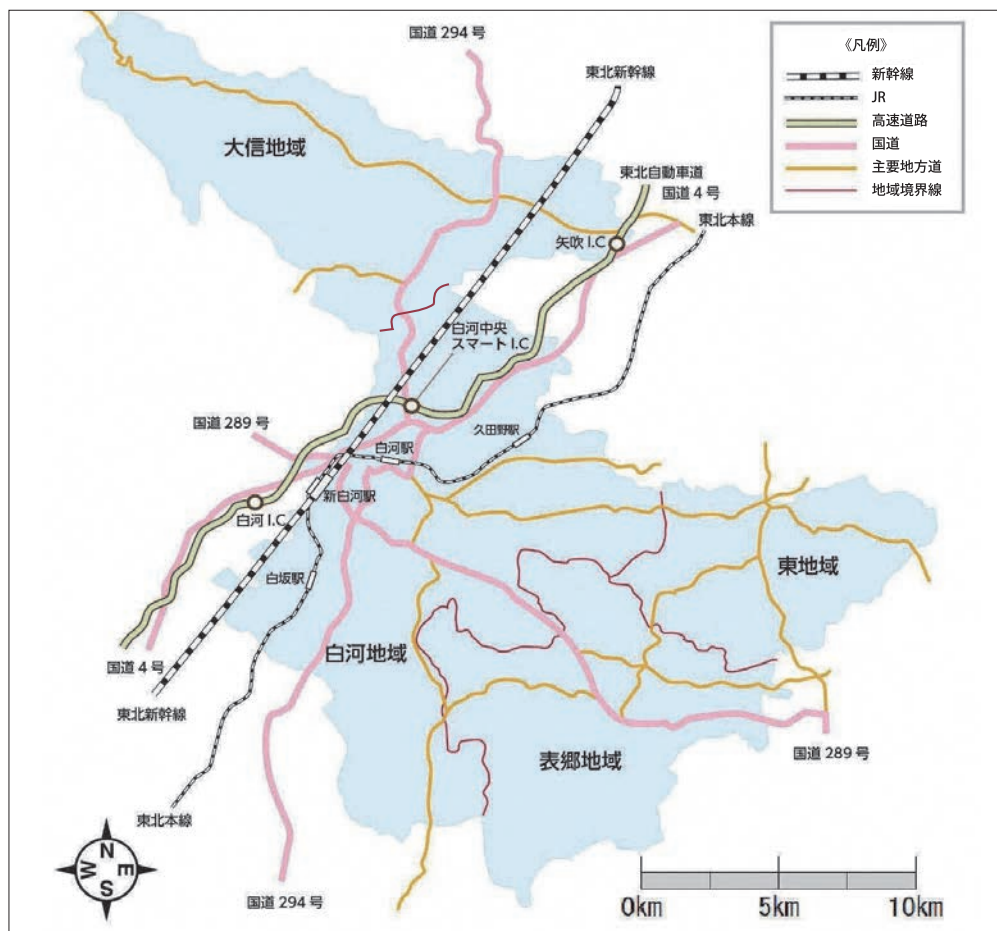 国道 294 号
東北新幹線
《凡例》
新幹線
JR
高速道路
国道
主要地方道
地域境界線
大信地域
東北自動車道
国道 4 号
東北本線
矢吹 I.C
白河中央
スマート I.C
国道 289 号
久田野駅
白河駅
新白河駅
白河 I.C
白坂駅
東地域
白河地域
国道 4 号
東北新幹線
表郷地域
国道 289 号
東北本線
N
W
E
S
国道 294 号
0km
5km
10km